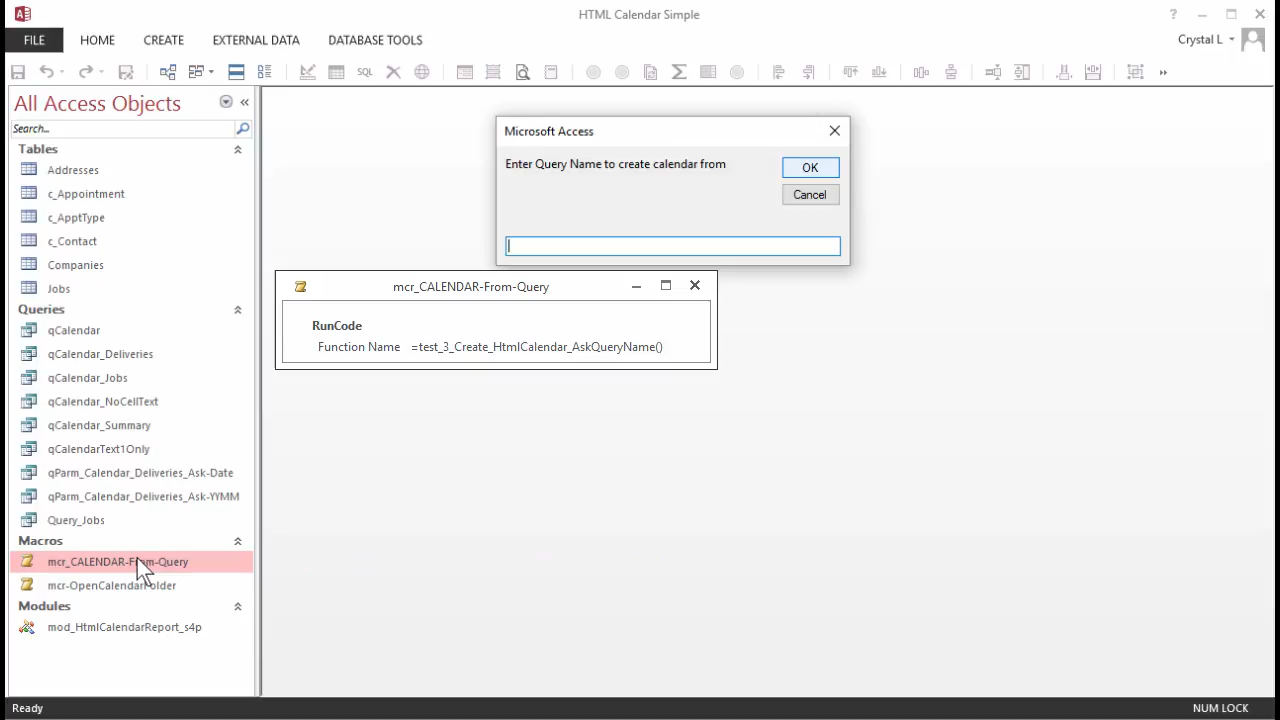 HTML Calendar Simple
?
Crystal L
FILE HOME CREATE EXTERNAL DATA DATABASE TOOLS
SQL
All Access Objects
Search...
Tables
Addresses
c_Appointment
c_ApptType
c_Contact
Companies
Jobs
Queries
qCalendar
qCalendar_Deliveries
qCalendar_Jobs
qCalendar_NoCellText
qCalendar_Summary
qCalendarText1Only
qParm_Calendar_Deliveries_Ask-Date
qParm_Calendar_Deliveries_Ask-YYMM
Query_Jobs
Macros
mcr_CALENDAR-From-Query
mcr-OpenCalendarFolder
Modules
mod_HtmlCalendarReport_s4p
Microsoft Access
Enter Query Name to create calendar from
OK
Cancel
mcr_CALENDAR-From-Query
RunCode
Function Name =test_3_Create_HtmlCalendar_AskQueryName()
Ready
NUM LOCK